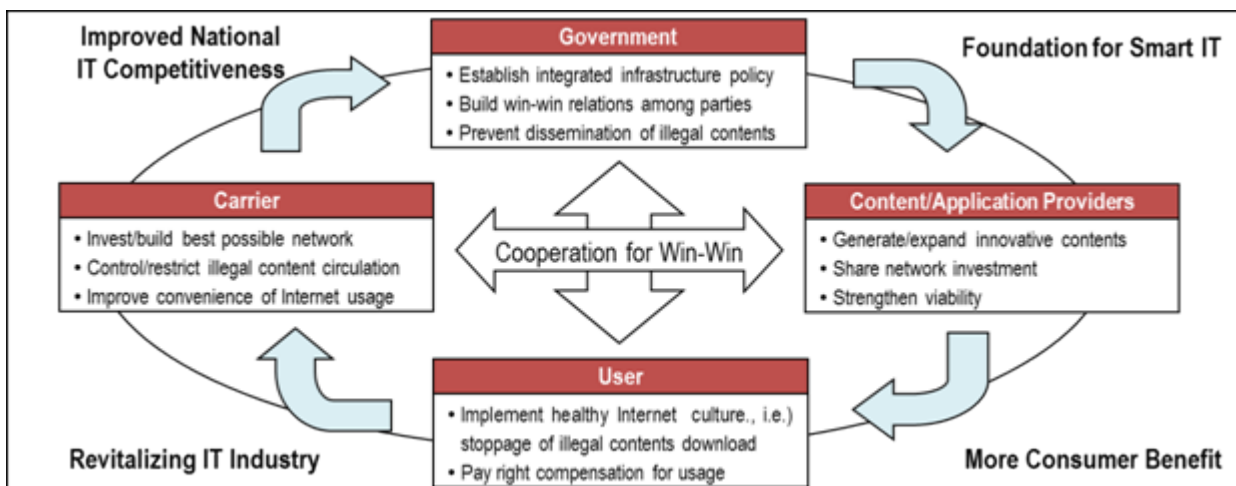 Improved National
IT Competitiveness
Government
• Establish integrated infrastructure policy
• Build win-win relations among parties
• Prevent dissemination of illegal contents
Foundation for Smart IT
Carrier
• Invest/build best possible network
• Control/restrict illegal content circulation
• Improve convenience of Internet usage
Cooperation for Win-Win
Content/Application Providers
• Generate/expand innovative contents
• Share network investment
• Strengthen viability
User
• Implement healthy Internet culture., i.e.)
stoppage of illegal contents download
• Pay right compensation for usage
Revitalizing IT Industry
More Consumer Benefit